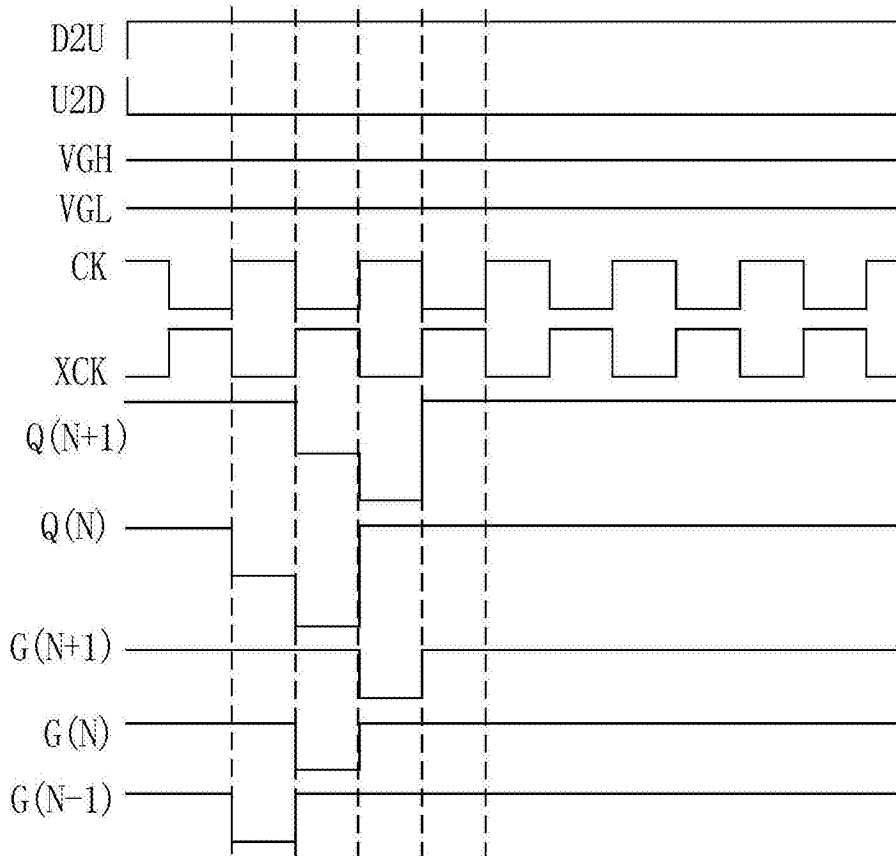 D2U
U2D
VGH
VGL
CK
XCK
Q(N+1)
Q(N)
G(N+1)
G(N)
G(N-1)